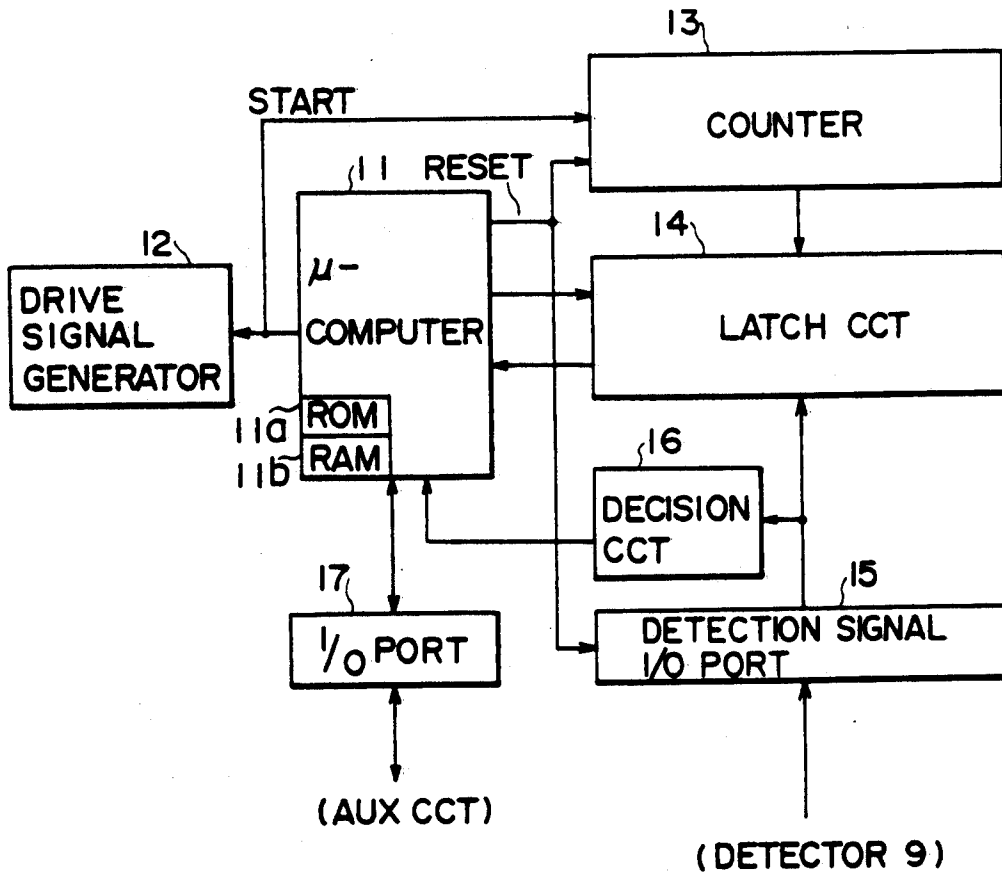 13
START
COUNTER
11
RESET
12
14
DRIVE
SIGNAL
GENERATOR
μ-
COMPUTER
LATCH CCT
11a
ROM
11b
RAM
16
DECISION
CCT
17
15
I/O PORT
DETECTION SIGNAL
I/O PORT
(AUX CCT)
(DETECTOR 9)